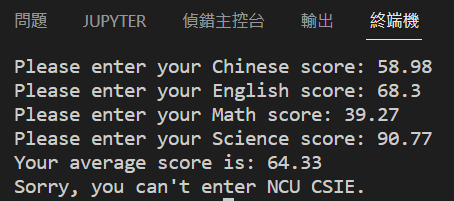 問題 JUPYTER 偵錯主控台 輸出 終端機
Please enter your Chinese score: 58.98
Please enter your English score: 68.3
Please enter your Math score: 39.27
Please enter your Science score: 90.77
Your average score is: 64.33
Sorry, you can't enter NCU CSIE.